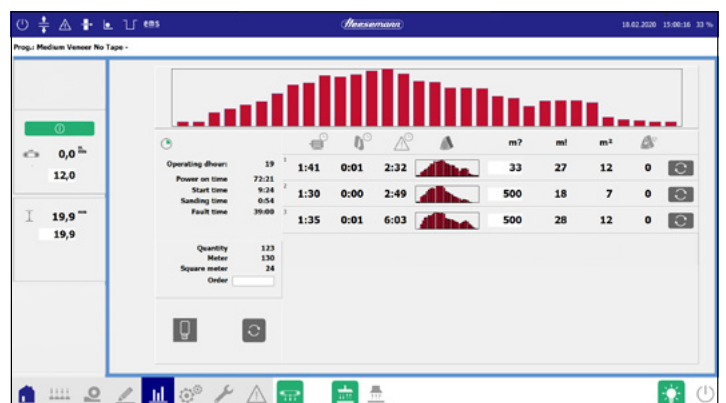 ems
Heesemann
18.02.2020 15:00:16 33 %
Prog.: Medium Veneer No Tape -
0,0
12,0
19,9 mm
19,9
m? m! m²
Operating dhour: 19
Power on time 72:21
Start time 9:24
Sanding time 0:54
Fault time 39:00
1 1:41 0:01 2:32 33 27 12 0
2 1:30 0:00 2:49 500 18 7 0
3 1:35 0:01 6:03 500 28 12 0
Quantity 123
Meter 130
Square meter 24
Order